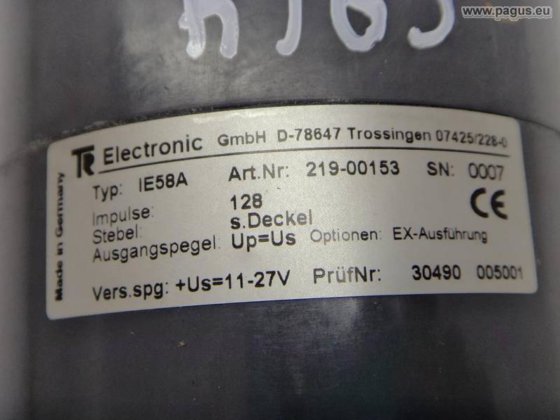 www.pagus.eu
TR Electronic GmbH D-78647 Trossingen 07425/228-0
Made in Germany
Typ: IE58A Art.Nr: 219-00153 SN: 0007
Impulse: 128
Stebel: s.Deckel
CE
Ausgangspegel: Up=Us Optionen: EX-Ausführung
Vers.spg: +Us=11-27V PrüfNr: 30490 005001